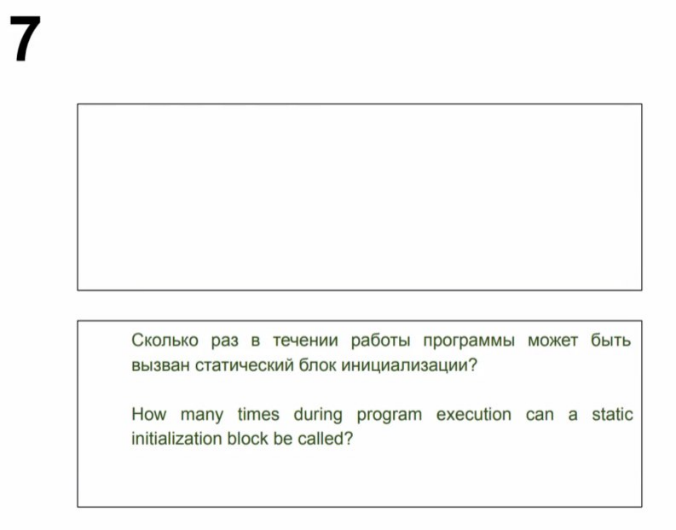 7
Сколько раз в течении работы программы может быть
вызван статический блок инициализации?
How many times during program execution can a static
initialization block be called?